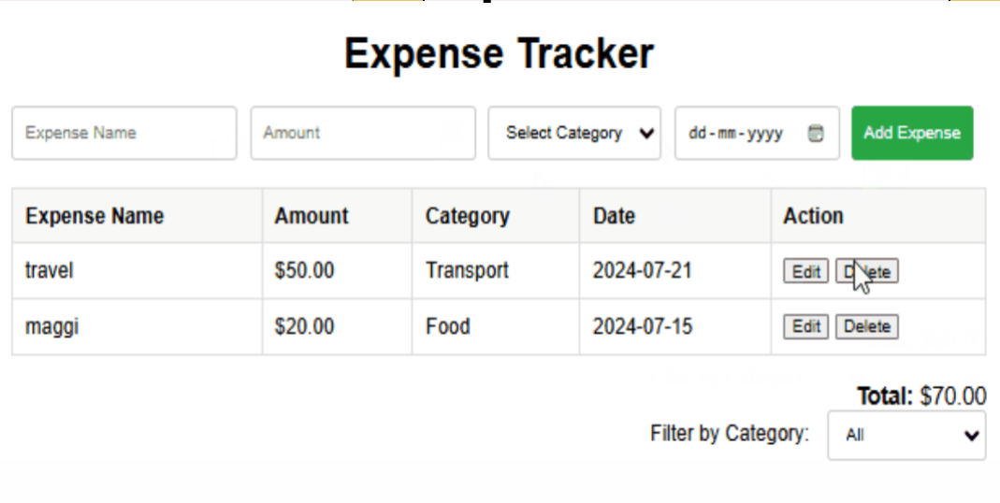 Expense Tracker
Expense Name Amount Select Category dd-mm-yyyy Add Expense
Expense Name Amount Category Date Action
travel $50.00 Transport 2024-07-21 Edit Delete
maggi $20.00 Food 2024-07-15 Edit Delete
Total: $70.00
Filter by Category: All